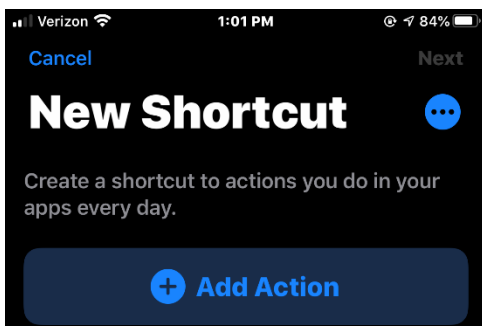 Verizon 1:01 PM 84%
Cancel Next
New Shortcut
Create a shortcut to actions you do in your
apps every day.
Add Action